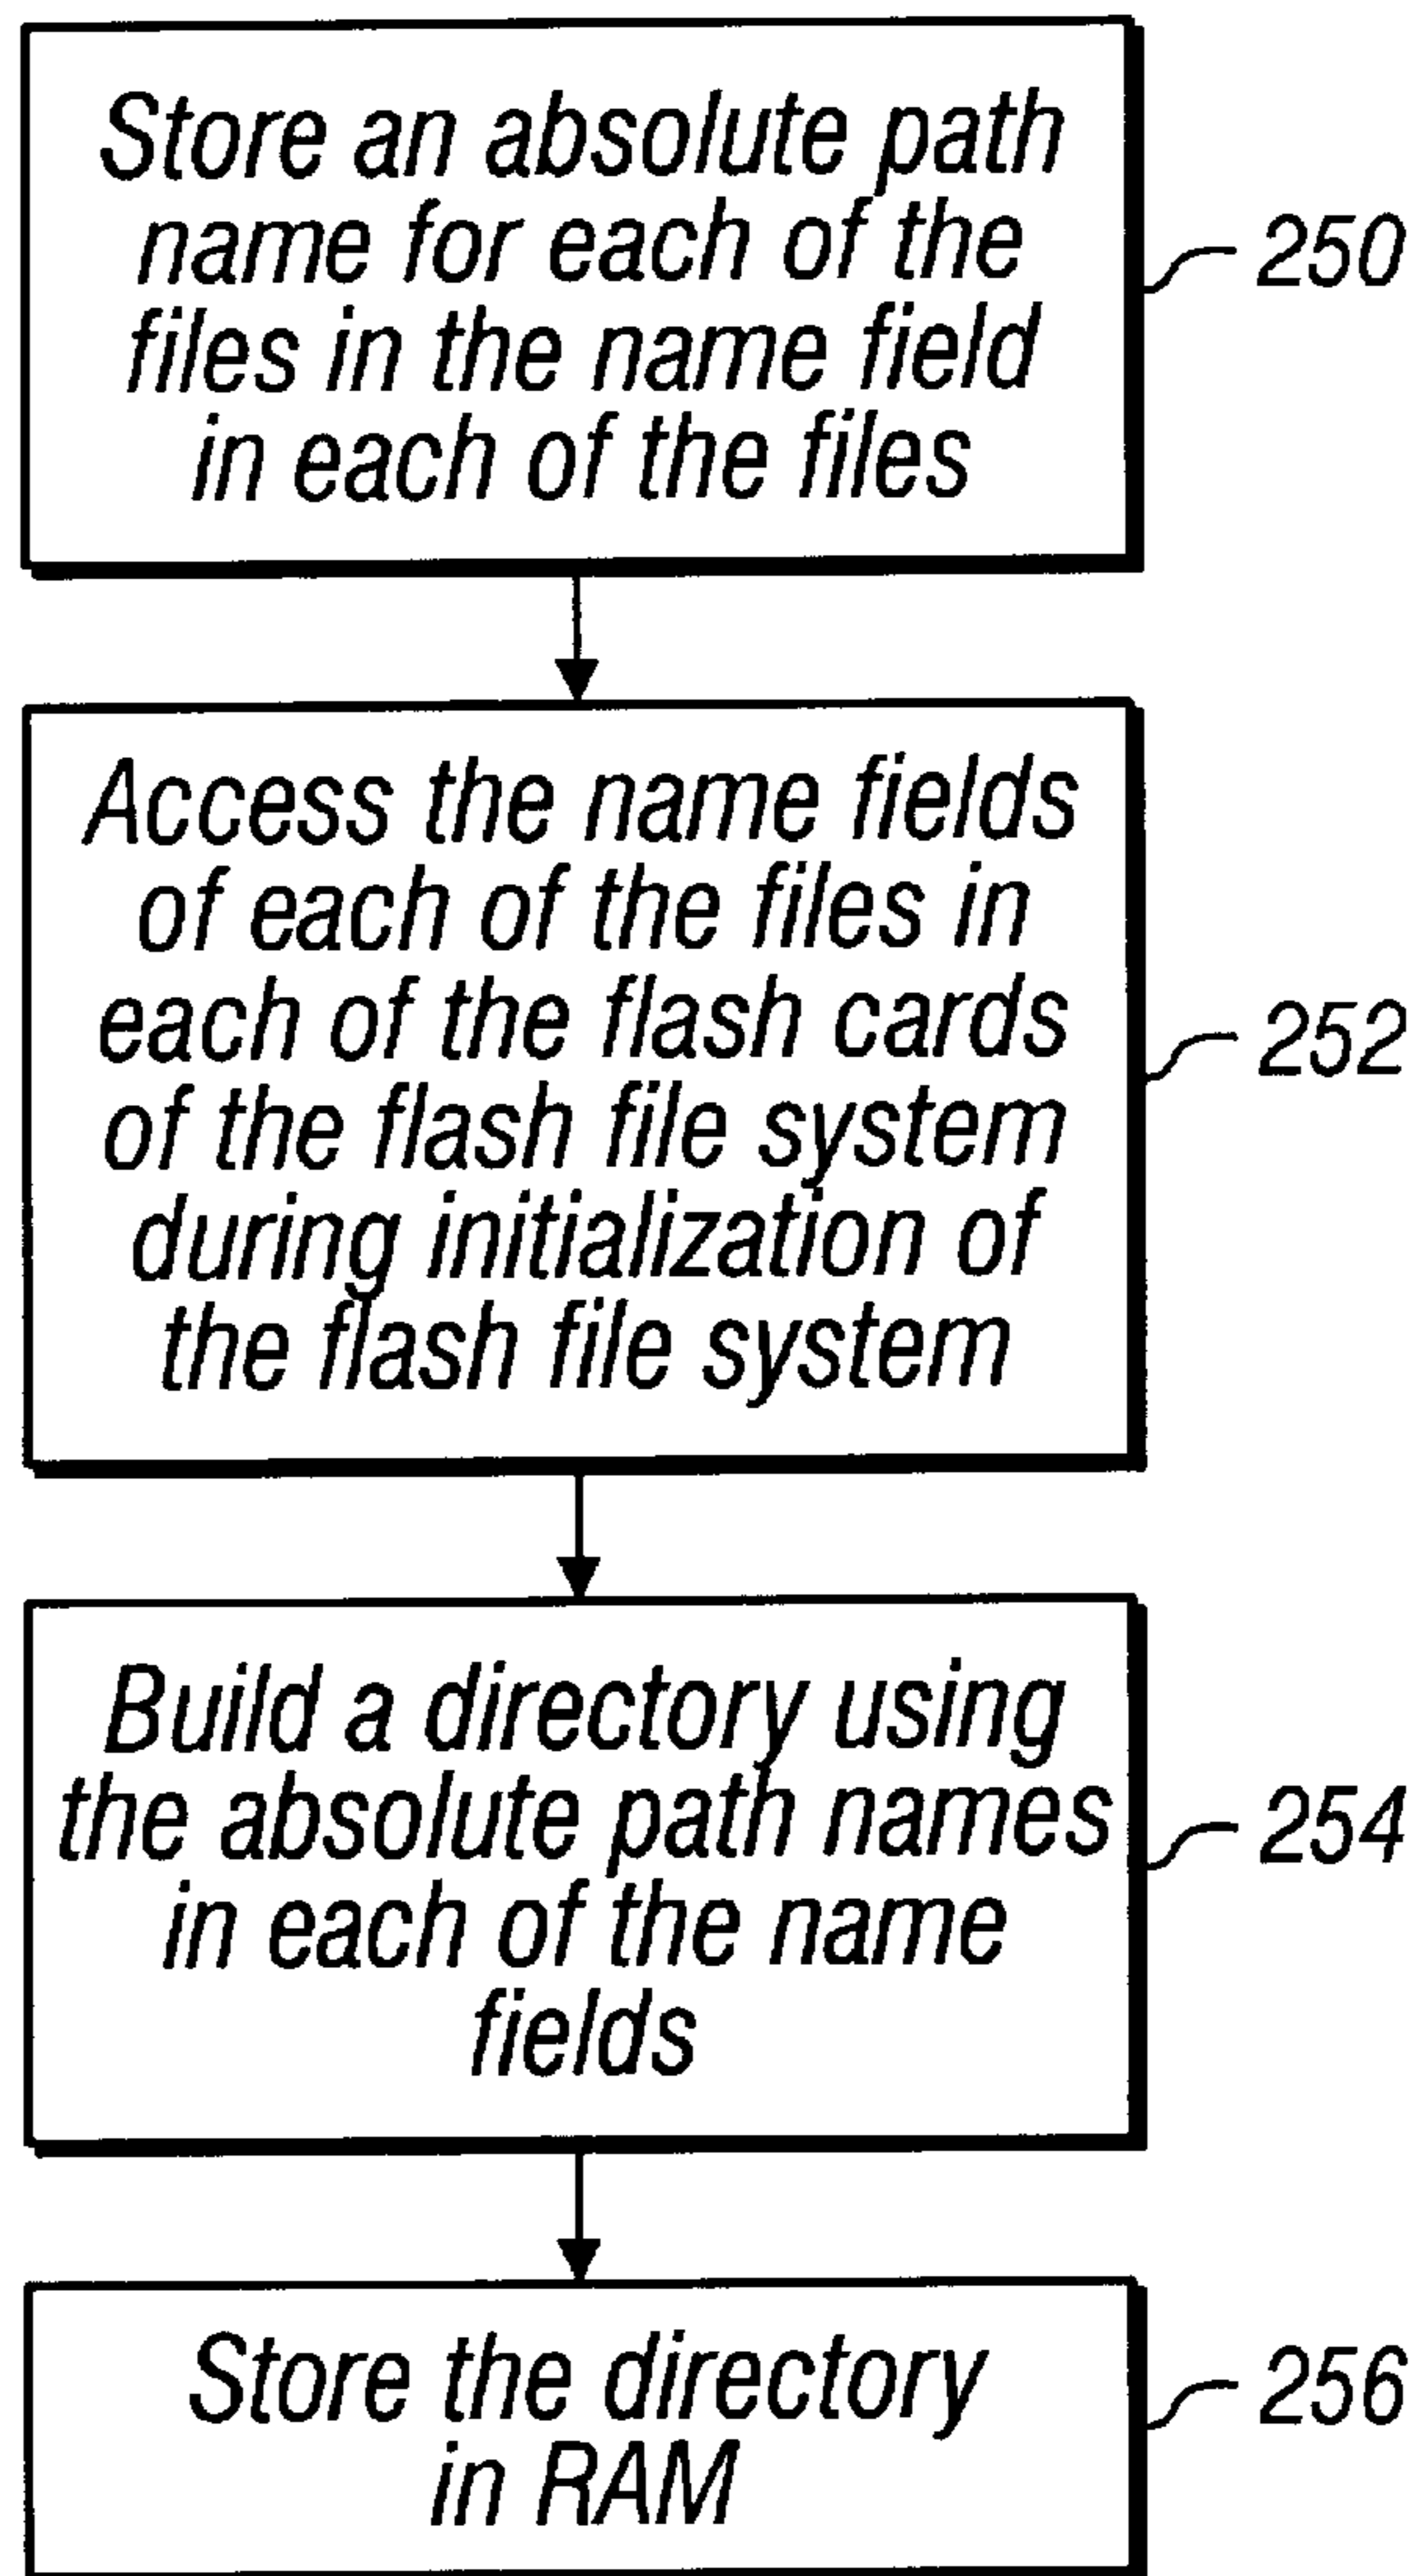 Store an absolute path
name for each of the
files in the name field
in each of the files
250
Access the name fields
of each of the files in
each of the flash cards
of the flash file system
during initialization of
the flash file system
252
Build a directory using
the absolute path names
in each of the name
fields
254
Store the directory
in RAM
256